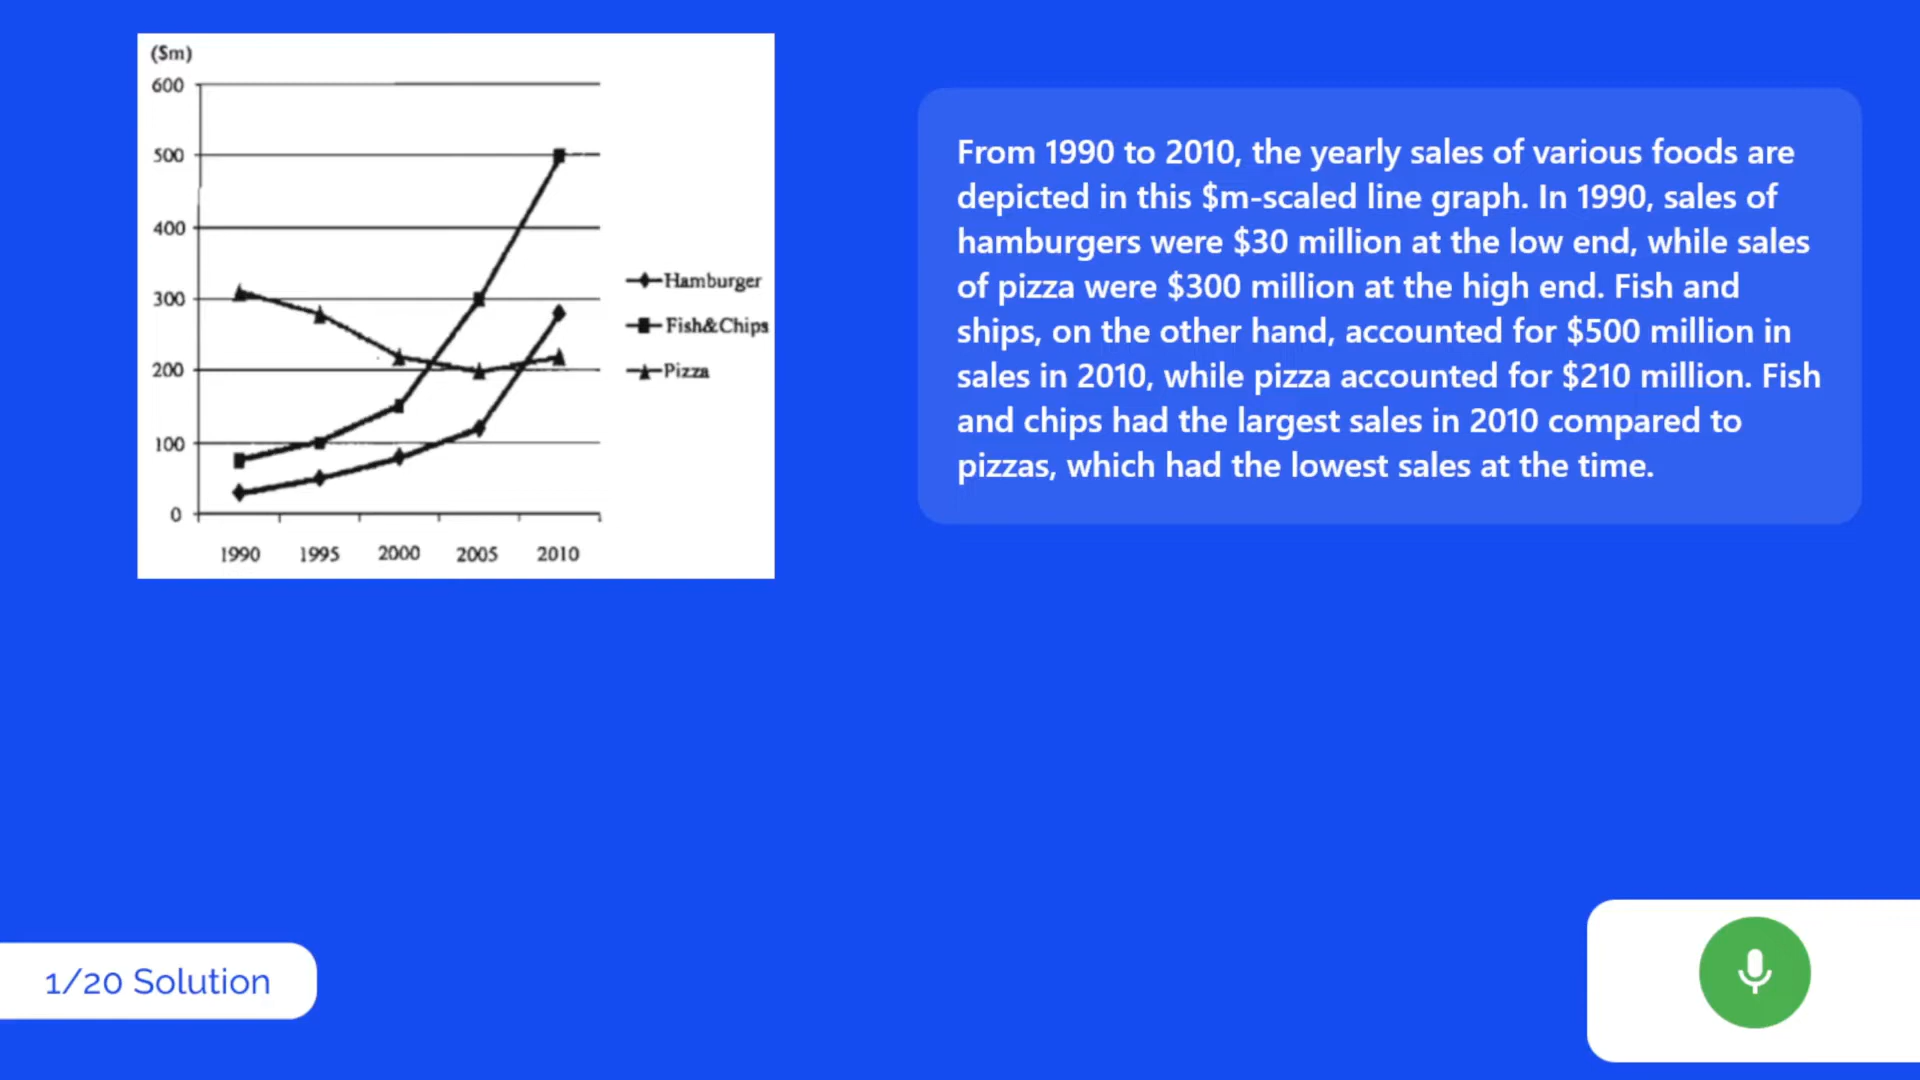 ($m)
600
500
400
300
200
100
0
1990 1995 2000 2005 2010
Hamburger
Fish&Chips
Pizza
From 1990 to 2010, the yearly sales of various foods are
depicted in this $m-scaled line graph. In 1990, sales of
hamburgers were $30 million at the low end, while sales
of pizza were $300 million at the high end. Fish and
ships, on the other hand, accounted for $500 million in
sales in 2010, while pizza accounted for $210 million. Fish
and chips had the largest sales in 2010 compared to
pizzas, which had the lowest sales at the time.
1/20 Solution